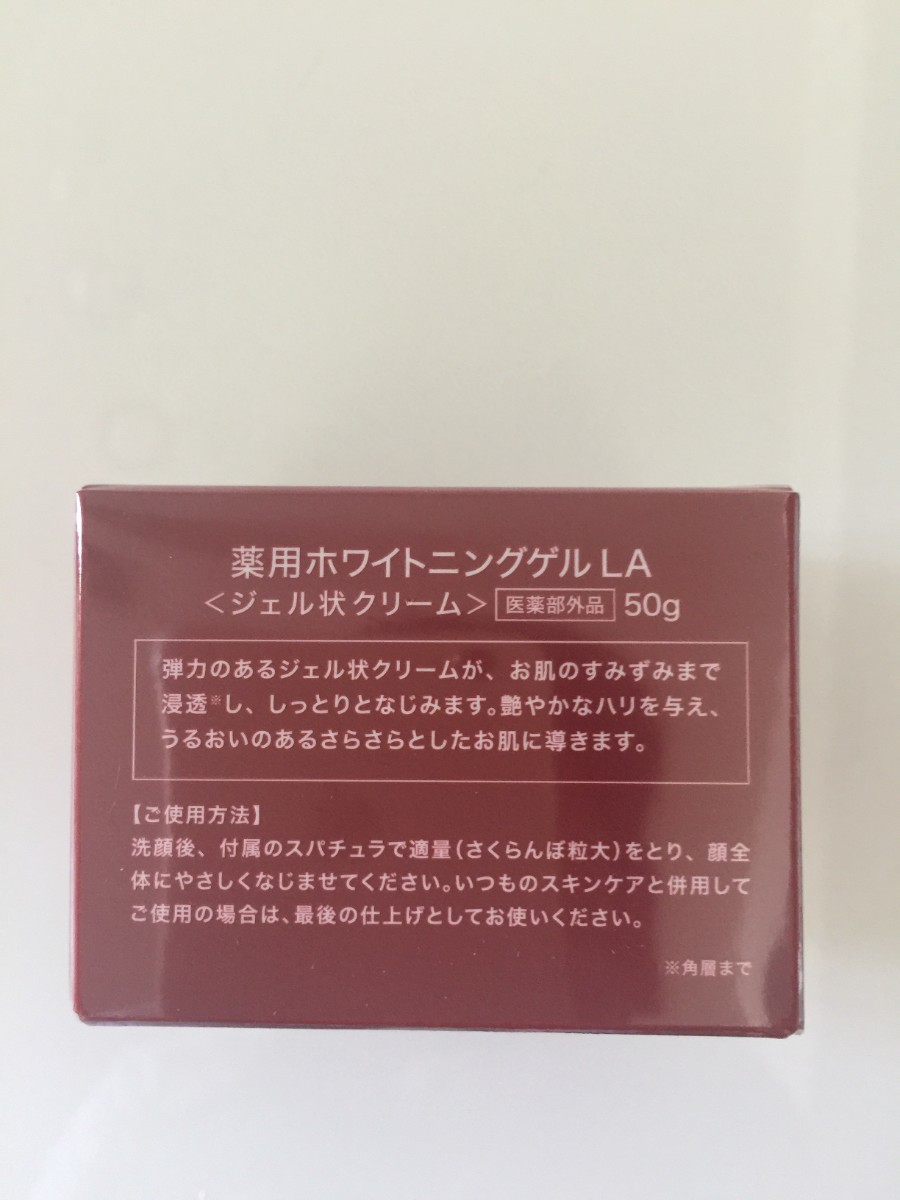 薬用ホワイトニングゲル LA
＜ジェル状クリーム＞ 医薬部外品 50g
弾力のあるジェル状クリームが、お肌のすみずみまで
浸透※し、しっとりとなじみます。艶やかなハリを与え、
うるおいのあるさらさらとしたお肌に導きます。
【ご使用方法】
洗顔後、付属のスパチュラで適量（さくらんぼ粒大）をとり、顔全
体にやさしくなじませてください。いつものスキンケアと併用して
ご使用の場合は、最後の仕上げとしてお使いください。
※角層まで